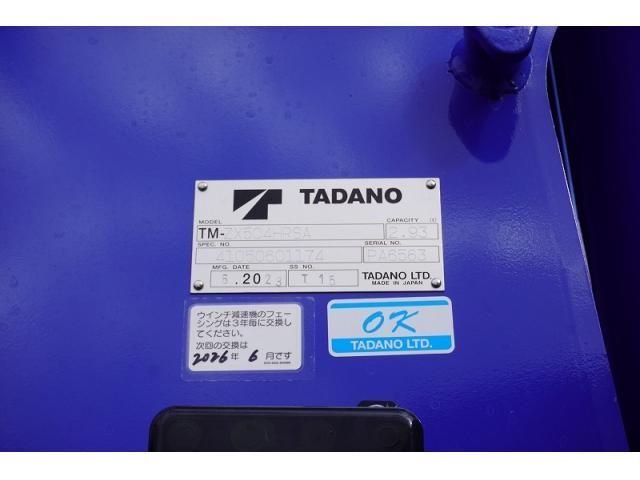 TADANO
MODEL
CAPACITY (t)
TM-ZX504HRSA
2.93
SPEC. NO.
SERIAL NO.
41060601174
PA6563
MFG. DATE
SS NO.
6.2023
T 15
TADANO LTD.
MADE IN JAPAN
ウインチ減速機のフェー
シングは3年毎に交換し
てください。
次回の交換は
2026年 6月です
OK
TADANO LTD.